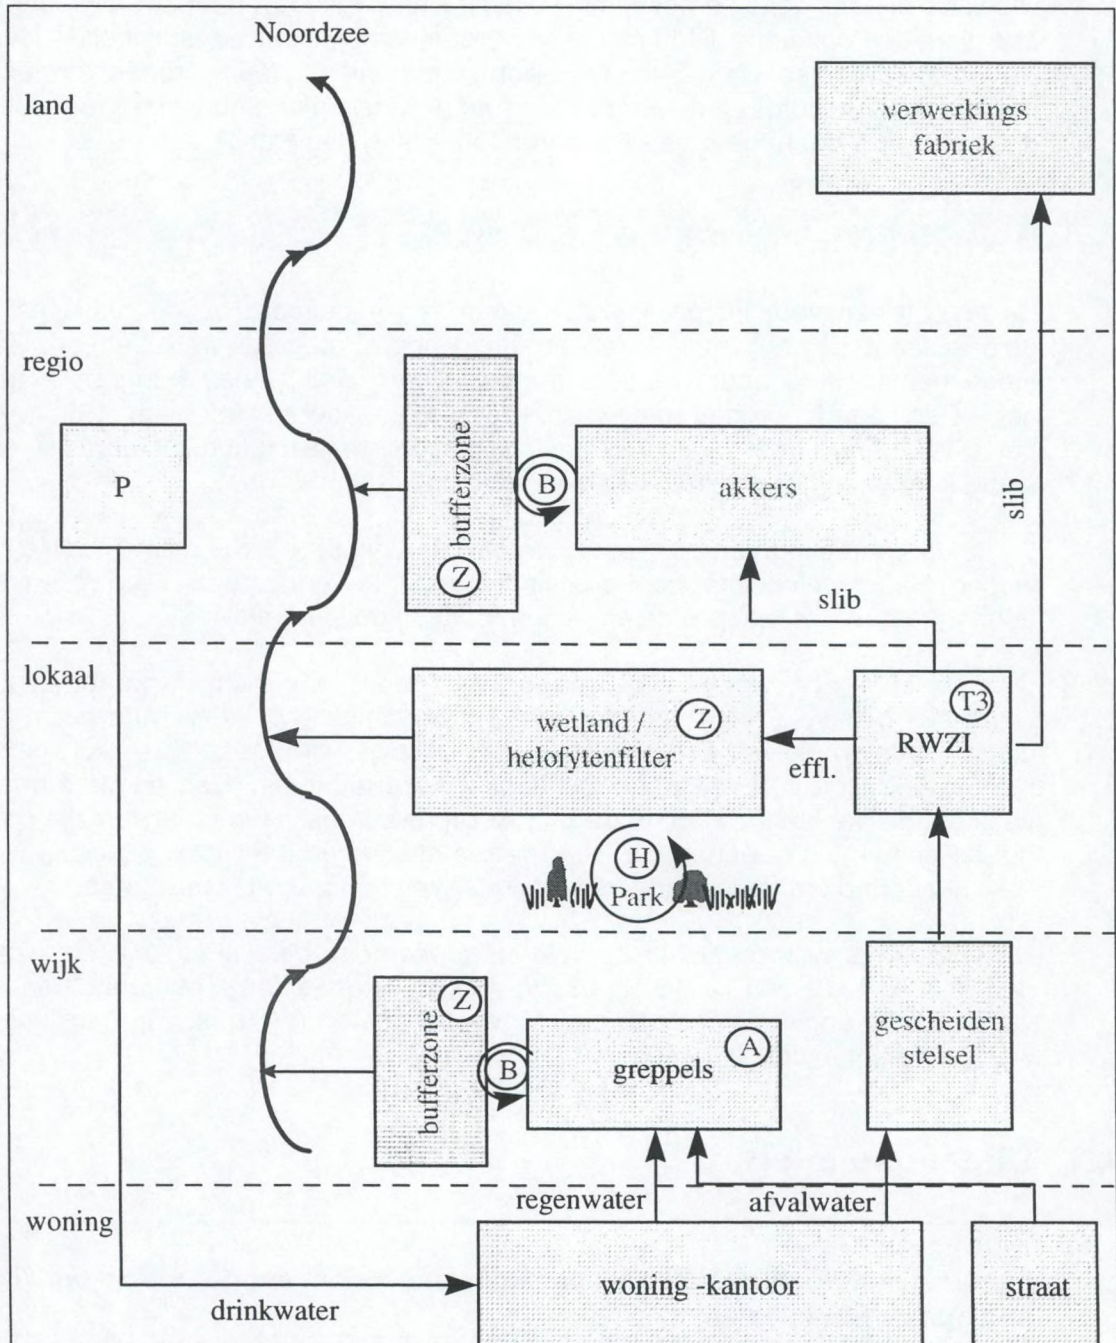 Noordzee
land
verwerkings
fabriek
regio
P
bufferzone
Z
B
akkers
slib
slib
lokaal
wetland /
helofytenfilter
Z
effl.
T3
RWZI
H
Park
wijk
bufferzone
Z
B
greppels
A
gescheiden
stelsel
regenwater
afvalwater
woning
drinkwater
woning -kantoor
straat